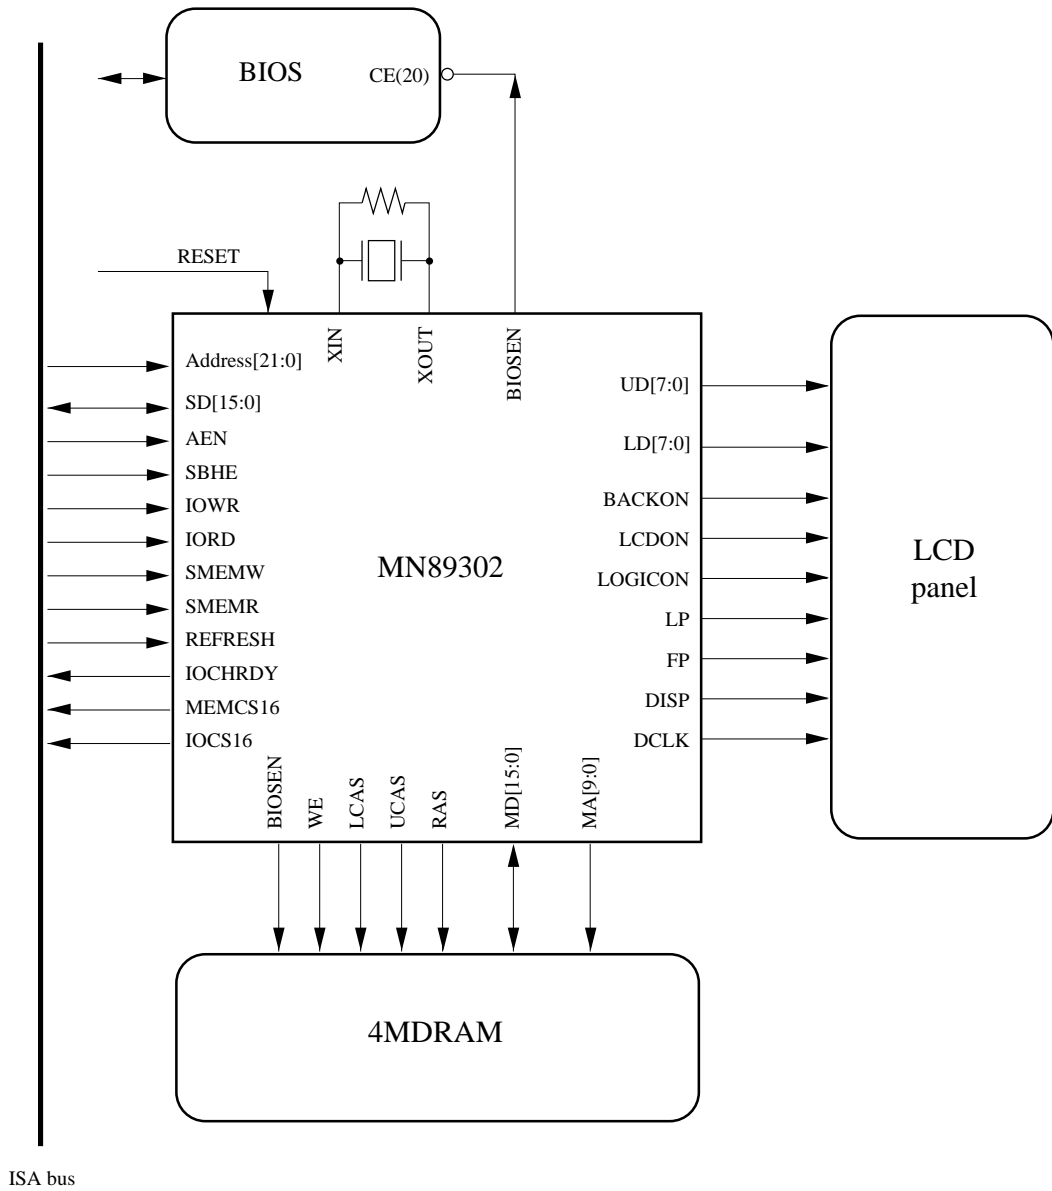 BIOS
CE(20)
RESET
XIN
XOUT
BIOSEN
Address[21:0]
SD[15:0]
AEN
SBHE
IOWR
IORD
SMEMW
SMEMR
REFRESH
IOCHRDY
MEMCS16
IOCS16
MN89302
UD[7:0]
LD[7:0]
BACKON
LCDON
LOGICON
LP
FP
DISP
DCLK
LCD
panel
BIOSEN
WE
LCAS
UCAS
RAS
MD[15:0]
MA[9:0]
4MDRAM
ISA bus